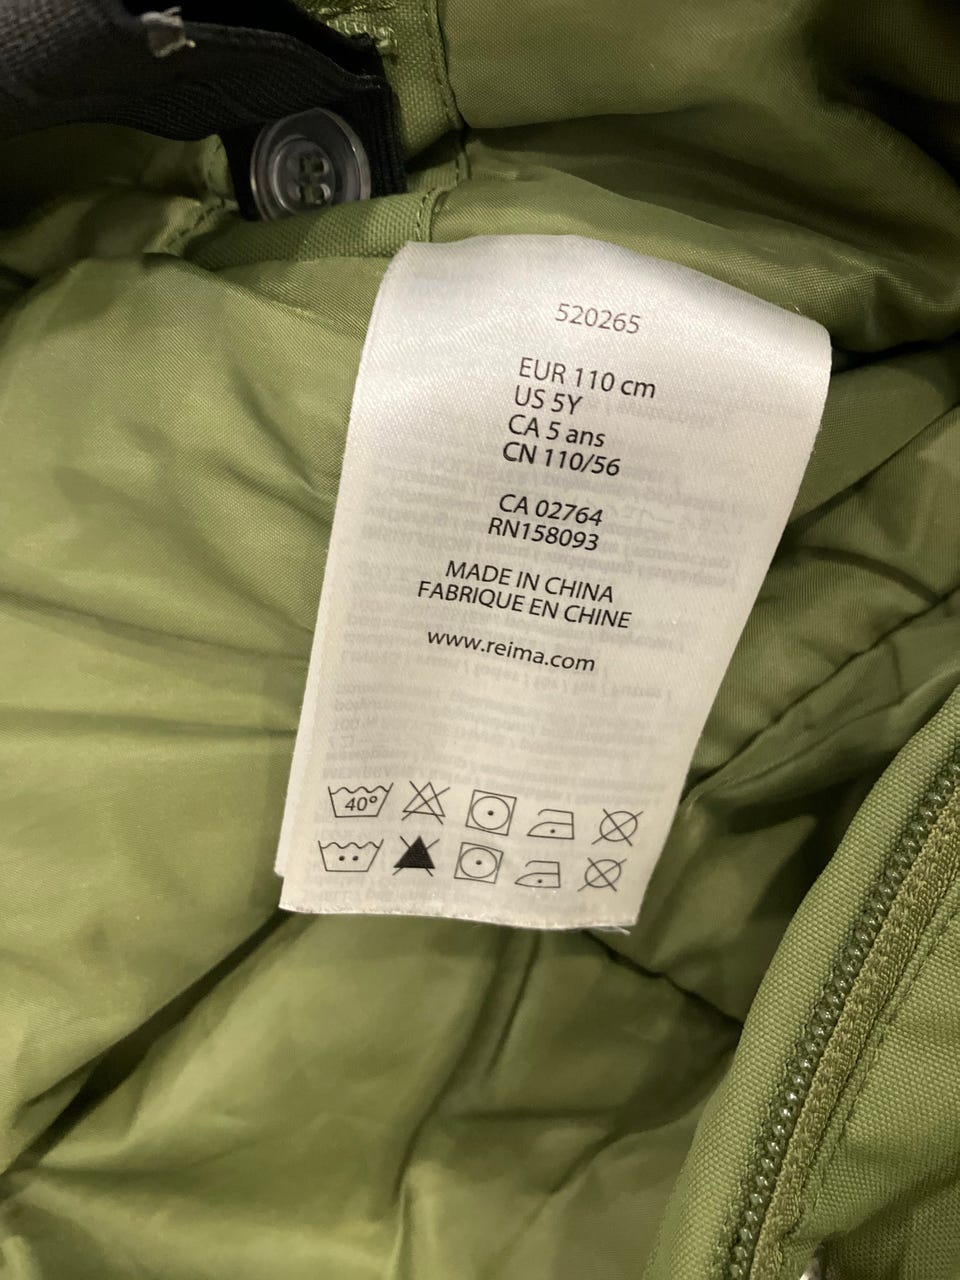 520265
EUR 110 cm
US 5Y
CA 5 ans
CN 110/56
CA 02764
RN158093
MADE IN CHINA
FABRIQUE EN CHINE
www.reima.com
40°